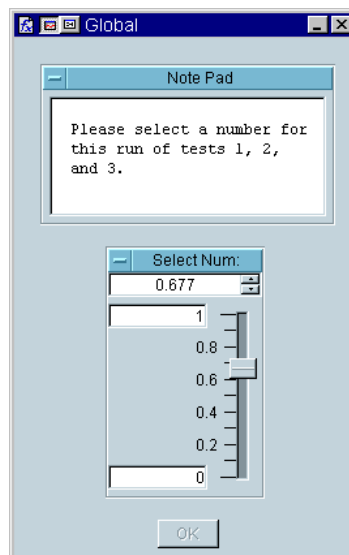 Global
Note Pad
Please select a number for
this run of tests 1, 2,
and 3.
Select Num:
0.677
1
0.8
0.6
0.4
0.2
0
OK